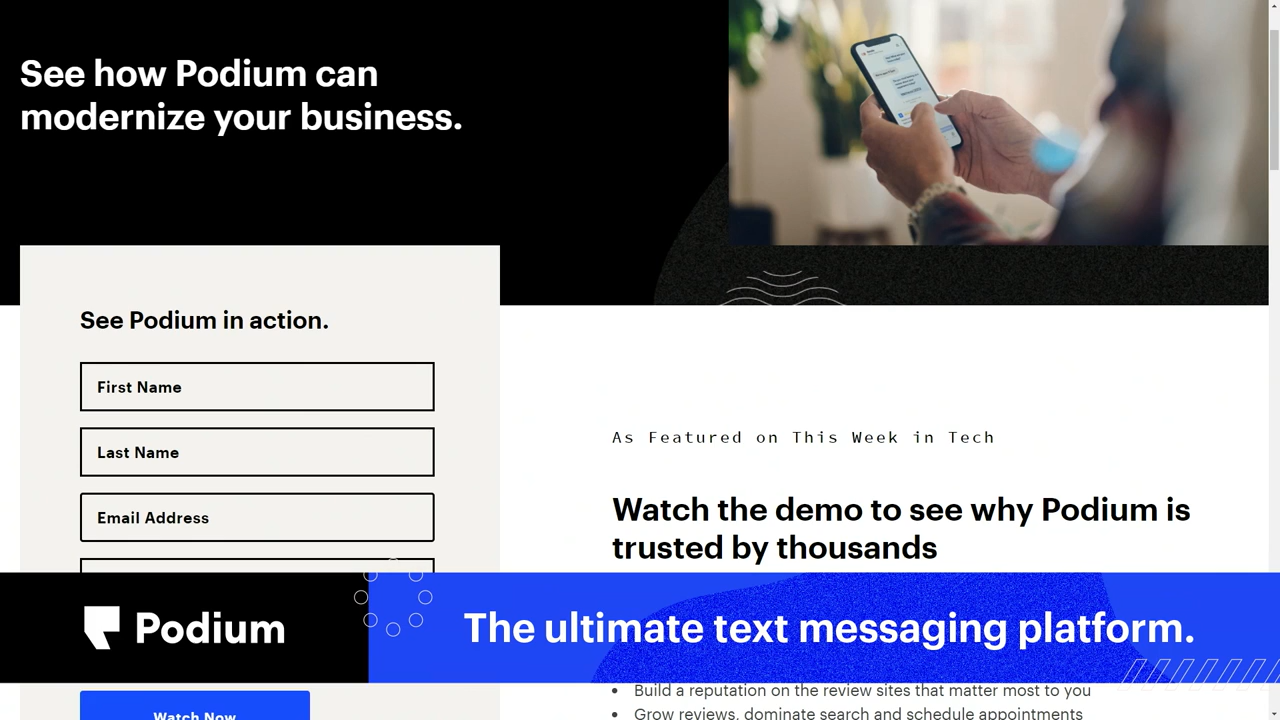 See how Podium can
modernize your business.
See Podium in action.
First Name
Last Name
Email Address
As Featured on This Week in Tech
Watch the demo to see why Podium is
trusted by thousands
Podium
The ultimate text messaging platform.
Build a reputation on the review sites that matter most to you
Grow reviews, dominate search and schedule appointments
Watch Now